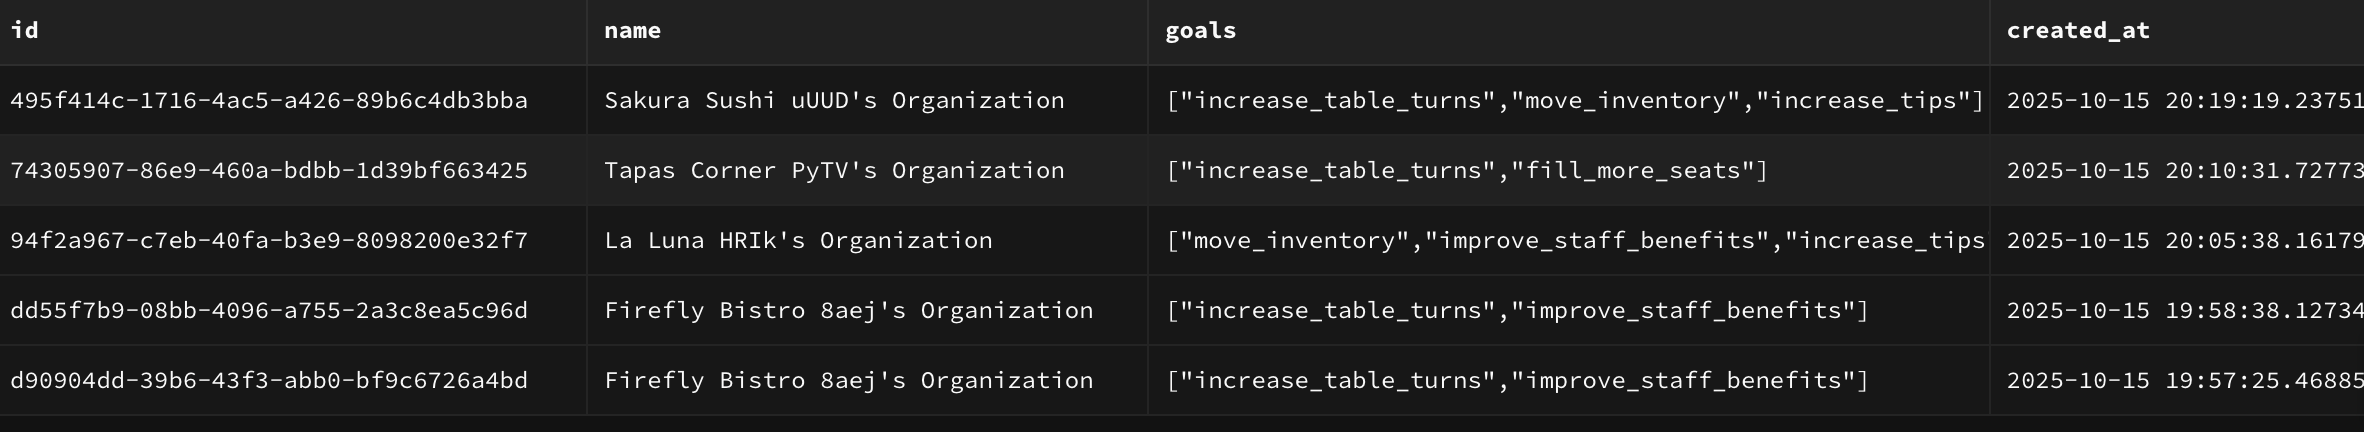 id name goals created_at
495f414c-1716-4ac5-a426-89b6c4db3bba Sakura Sushi uUUD's Organization ["increase_table_turns","move_inventory","increase_tips"] 2025-10-15 20:19:19.23751
74305907-86e9-460a-bdbb-1d39bf663425 Tapas Corner PyTV's Organization ["increase_table_turns","fill_more_seats"] 2025-10-15 20:10:31.72773
94f2a967-c7eb-40fa-b3e9-8098200e32f7 La Luna HRIk's Organization ["move_inventory","improve_staff_benefits","increase_tips 2025-10-15 20:05:38.16179
dd55f7b9-08bb-4096-a755-2a3c8ea5c96d Firefly Bistro 8aej's Organization ["increase_table_turns","improve_staff_benefits"] 2025-10-15 19:58:38.12734
d90904dd-39b6-43f3-abb0-bf9c6726a4bd Firefly Bistro 8aej's Organization ["increase_table_turns","improve_staff_benefits"] 2025-10-15 19:57:25.46885